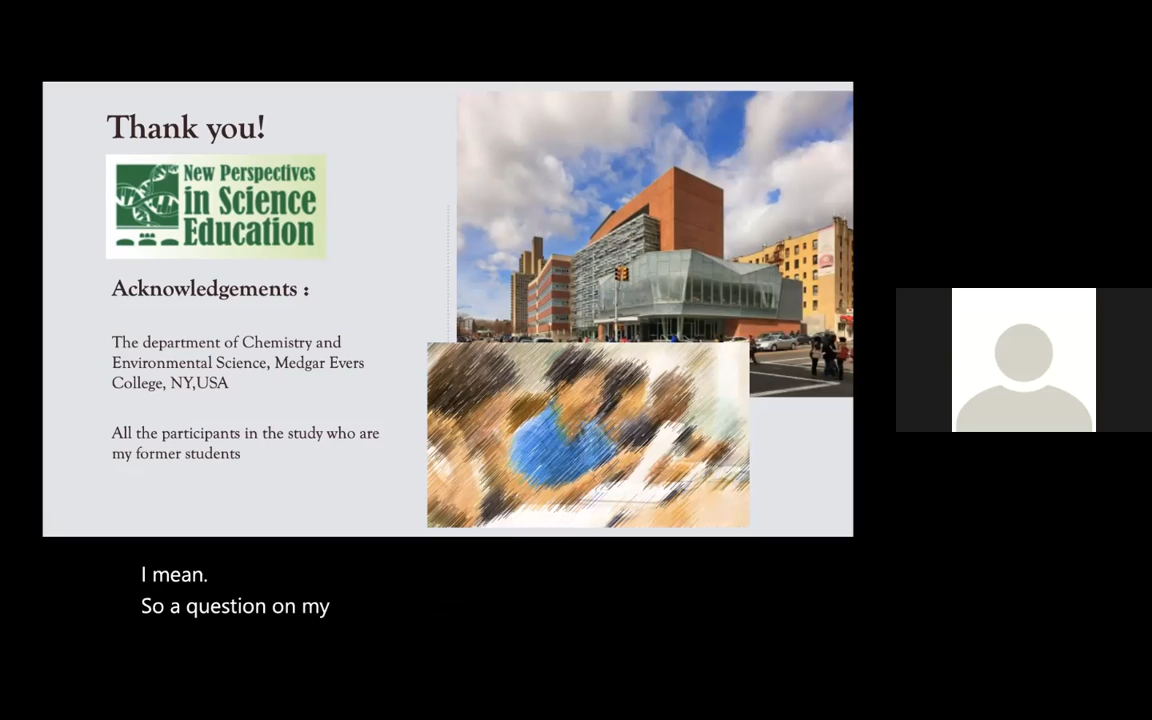 Thank you!
New Perspectives
in Science
Education
Acknowledgements :
The department of Chemistry and
Environmental Science, Medgar Evers
College, NY,USA
All the participants in the study who are
my former students
I mean.
So a question on my